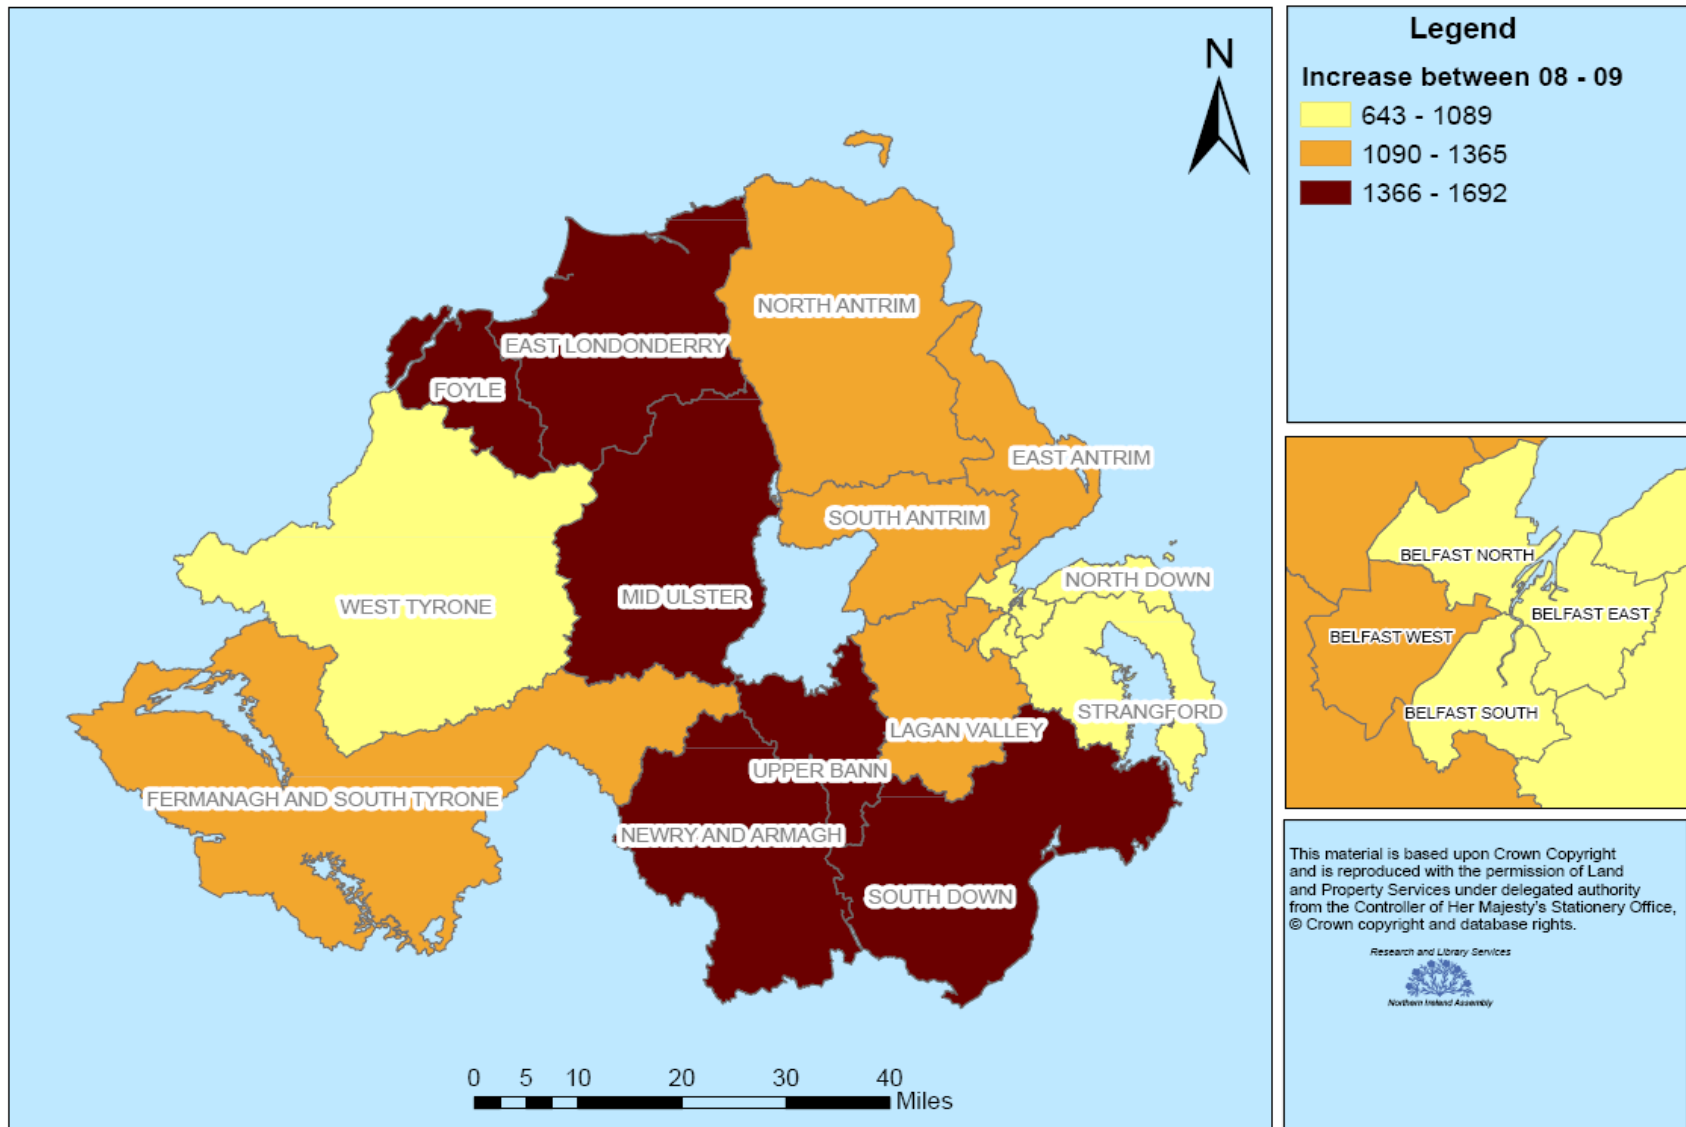 N
NORTH ANTRIM
EAST LONDONDERRY
FOYLE
EAST ANTRIM
SOUTH ANTRIM
NORTH DOWN
MID ULSTER
WEST TYRONE
STRANGFORD
LAGAN VALLEY
UPPER BANN
FERMANAGH AND SOUTH TYRONE
NEWRY AND ARMAGH
SOUTH DOWN
0 5 10 20 30 40
Miles
Legend
Increase between 08 - 09
643 - 1089
1090 - 1365
1366 - 1692
BELFAST NORTH
BELFAST EAST
BELFAST WEST
BELFAST SOUTH
This material is based upon Crown Copyright
and is reproduced with the permission of Land
and Property Services under delegated authority
from the Controller of Her Majesty's Stationery Office,
© Crown copyright and database rights.
Research and Library Services
Northern Ireland Assembly